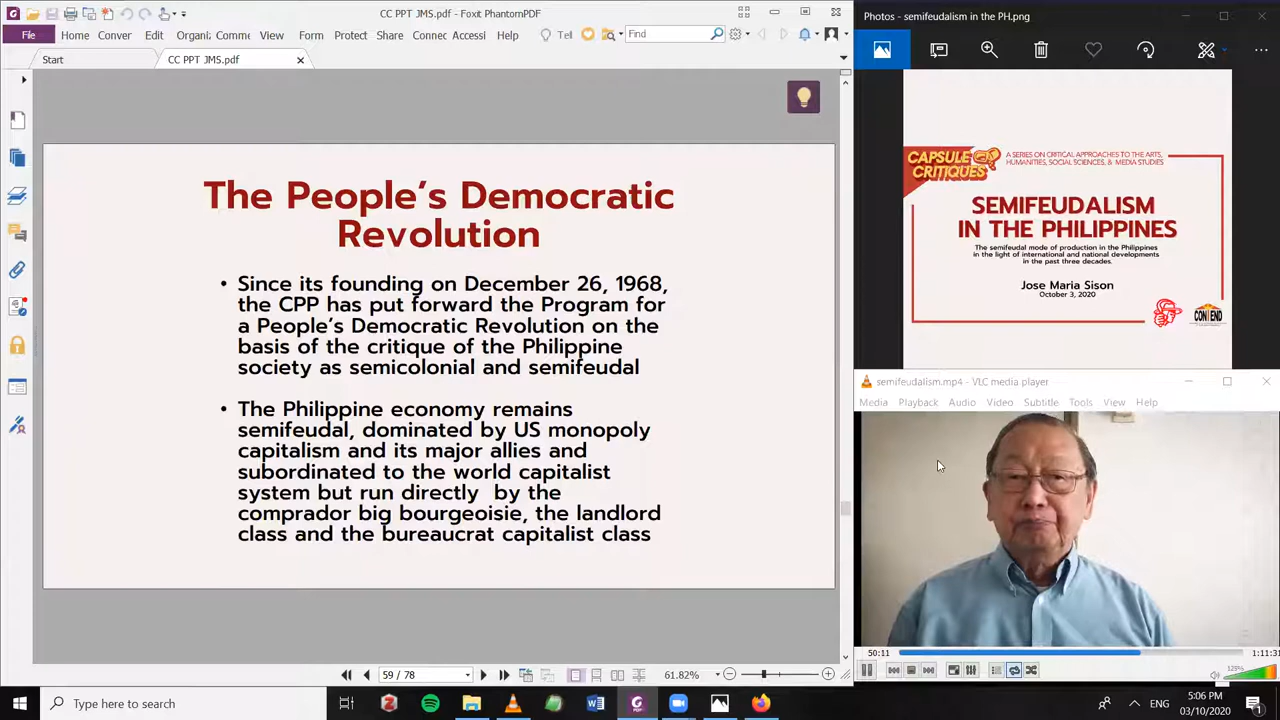 CC PPT JMS.pdf - Foxit PhantomPDF
File Home Conver Edit Organi: Comme View Form Protect Share Connec Accessi Help Tel Find
Start CC PPT JMS.pdf
The People's Democratic
Revolution
• Since its founding on December 26, 1968,
the CPP has put forward the Program for
a People's Democratic Revolution on the
basis of the critique of the Philippine
society as semicolonial and semifeudal
• The Philippine economy remains
semifeudal, dominated by US monopoly
capitalism and its major allies and
subordinated to the world capitalist
system but run directly by the
comprador big bourgeoisie, the landlord
class and the bureaucrat capitalist class
59 / 78 61.82%
Photos - semifeudalism in the PH.png
CAPSULE
CRITIQUES
A SERIES ON CRITICAL APPROACHES TO THE ARTS,
HUMANITIES, SOCIAL SCIENCES, & MEDIA STUDIES
SEMIFEUDALISM
IN THE PHILIPPINES
The semifeudal mode of production in the Philippines
in the light of international and national developments
in the past three decades.
Jose Maria Sison
October 3, 2020
CONTEND
semifeudalism.mp4 - VLC media player
Media Playback Audio Video Subtitle Tools View Help
50:11 1:11:31
125%
Type here to search
ENG
5:06 PM
03/10/2020